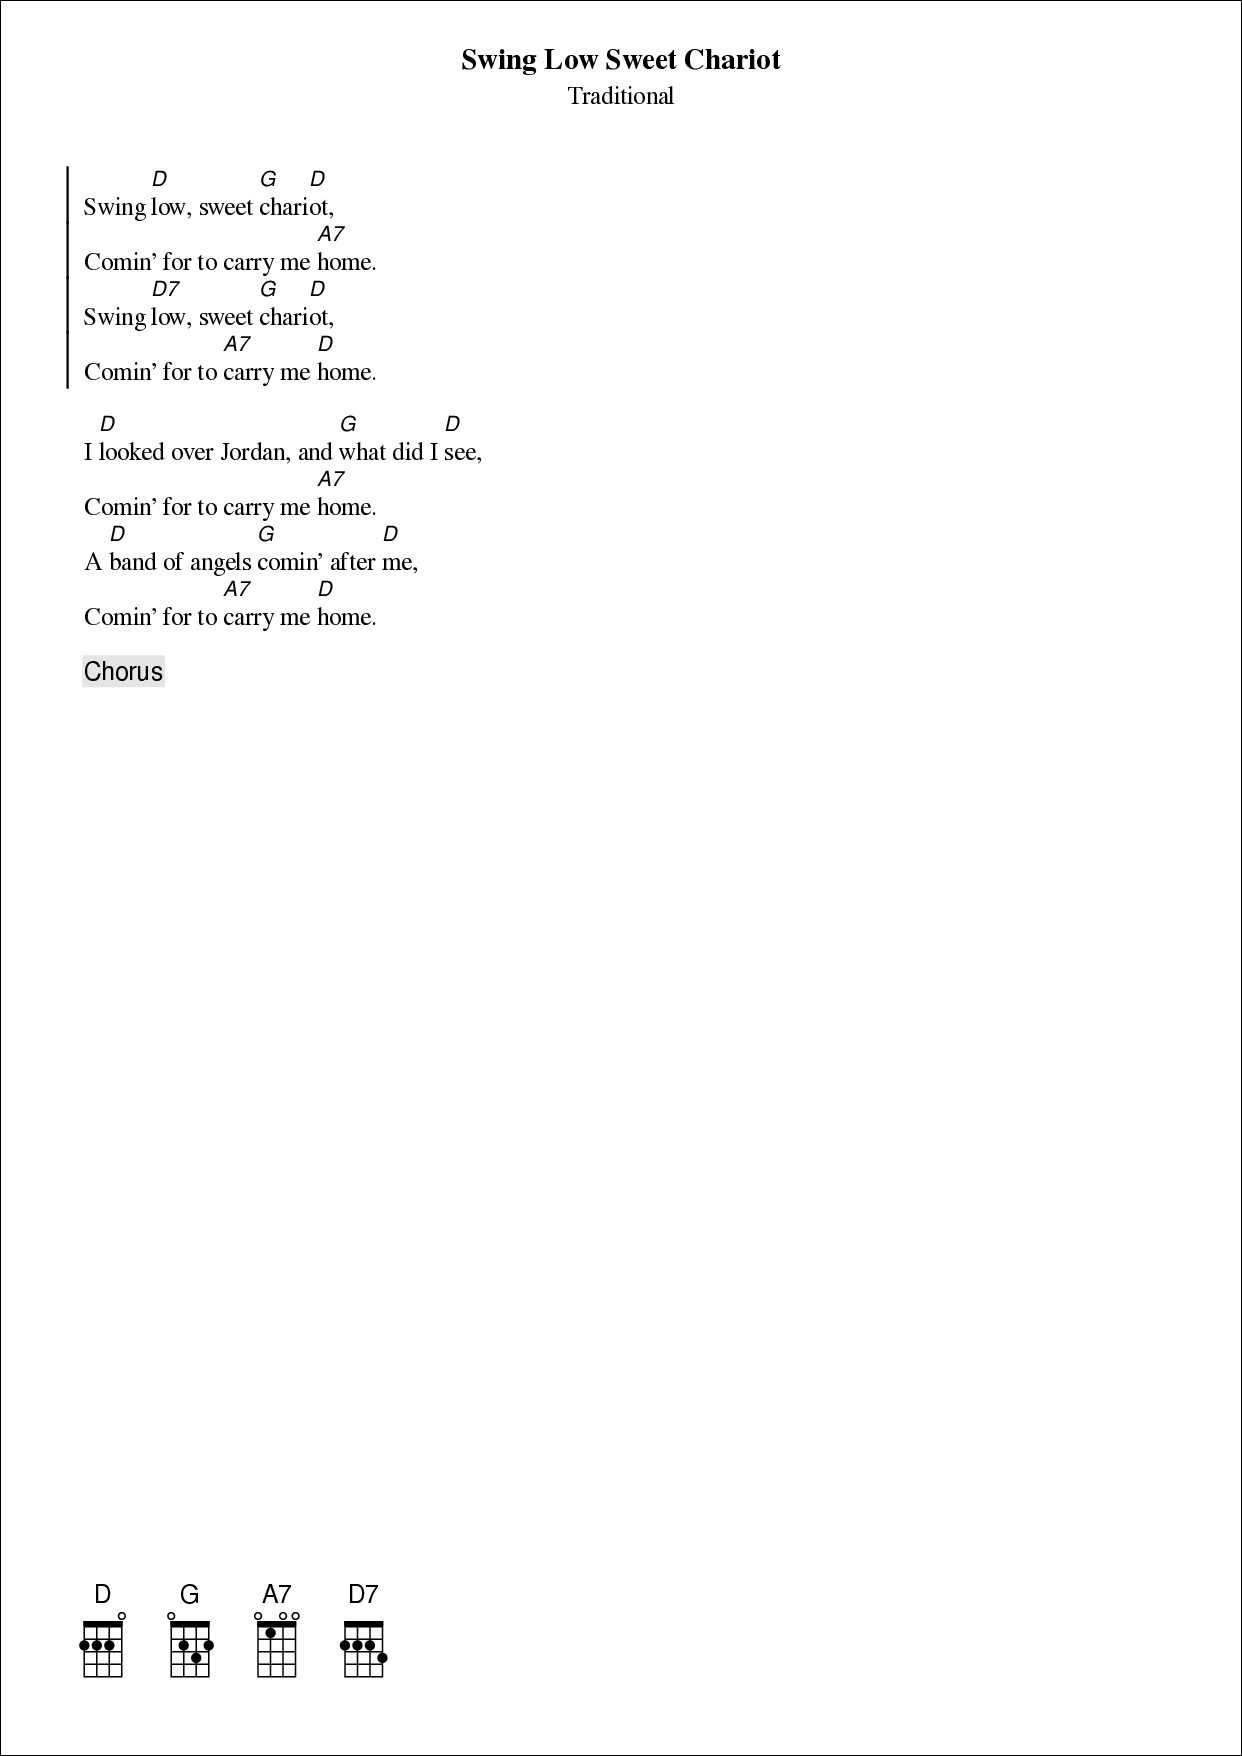 Swing Low Sweet Chariot
Traditional
D G D
Swing low, sweet chariot,
A7
Comin' for to carry me home.
D7 G D
Swing low, sweet chariot,
A7 D
Comin' for to carry me home.
D G D
I looked over Jordan, and what did I see,
A7
Comin' for to carry me home.
D G D
A band of angels comin' after me,
A7 D
Comin' for to carry me home.
Chorus
D G A7 D7